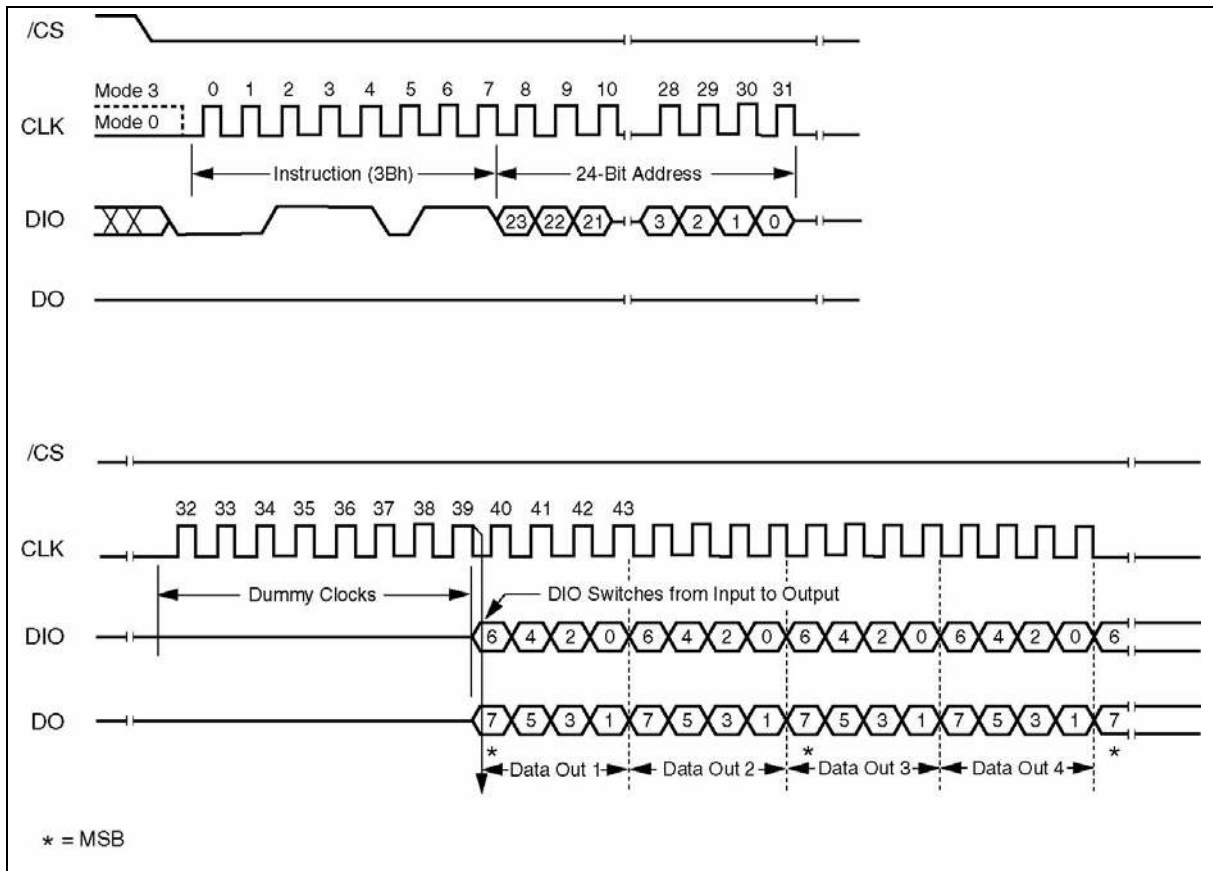 /CS
Mode 3 0 1 2 3 4 5 6 7 8 9 10 28 29 30 31
CLK Mode 0
Instruction (3Bh) 24-Bit Address
DIO 23 22 21 3 2 1 0
DO
/CS
32 33 34 35 36 37 38 39 40 41 42 43
CLK
Dummy Clocks DIO Switches from Input to Output
DIO 6 4 2 0 6 4 2 0 6 4 2 0 6 4 2 0 6
DO 7 5 3 1 7 5 3 1 7 5 3 1 7 5 3 1 7
* * *
Data Out 1 Data Out 2 Data Out 3 Data Out 4
* = MSB